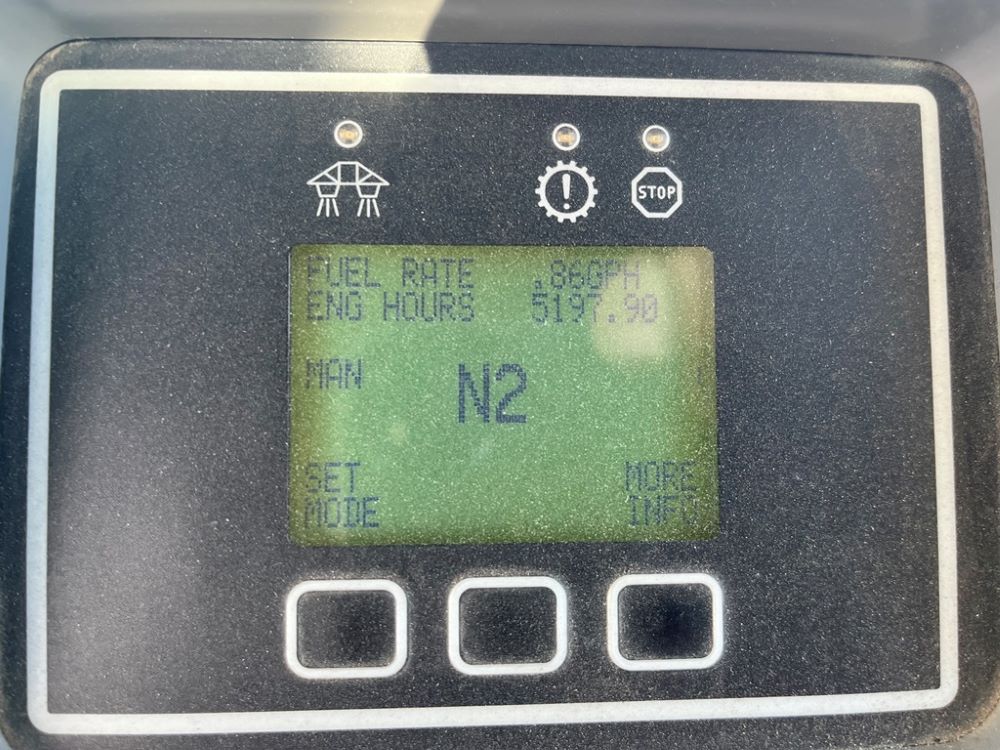 STOP
FUEL RATE .86GPH
ENG HOURS 5197.90
MAN N2
SET MORE
MODE INFO